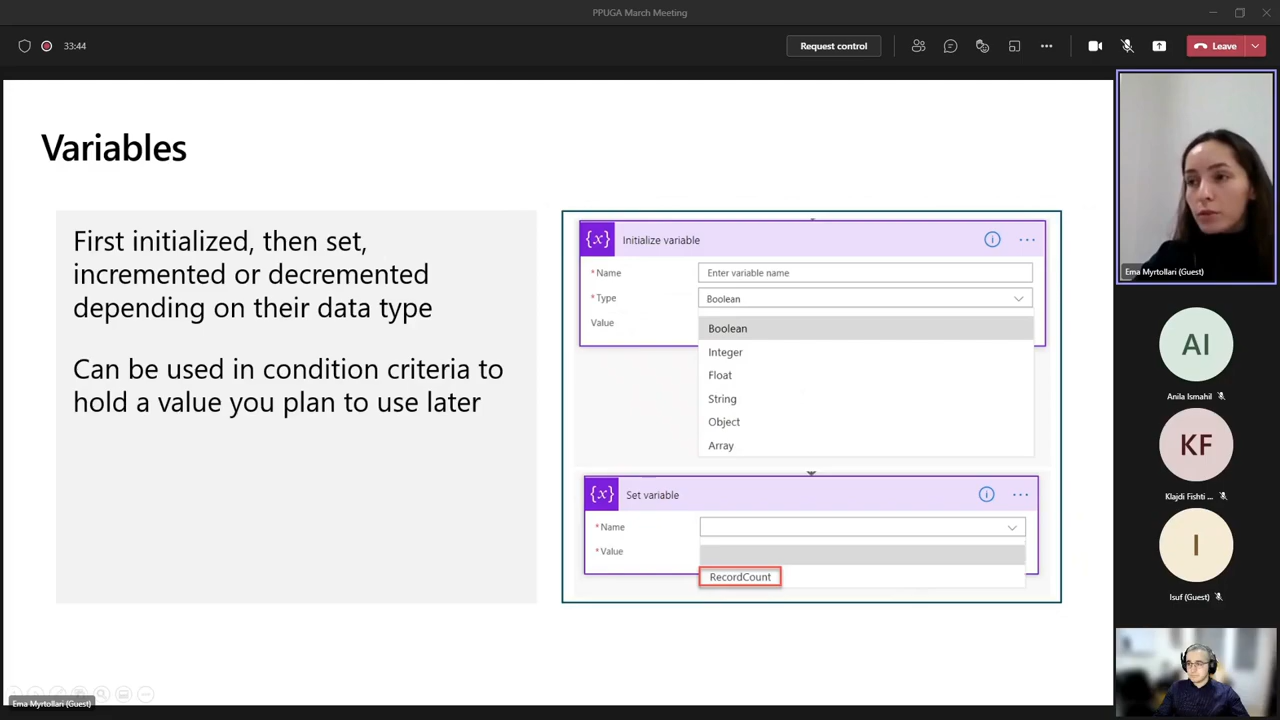 PPUGA March Meeting
33:44
Request control
Leave
Variables
First initialized, then set,
incremented or decremented
depending on their data type
Can be used in condition criteria to
hold a value you plan to use later
{x} Initialize variable
*Name
Enter variable name
*Type
Boolean
Value
Boolean
Integer
Float
String
Object
Array
{x} Set variable
*Name
*Value
RecordCount
Ema Myrtollari (Guest)
Ema Myrtollari (Guest)
AI
Anila Ismahil
KF
Klajdi Fishti ...
I
Isuf (Guest)